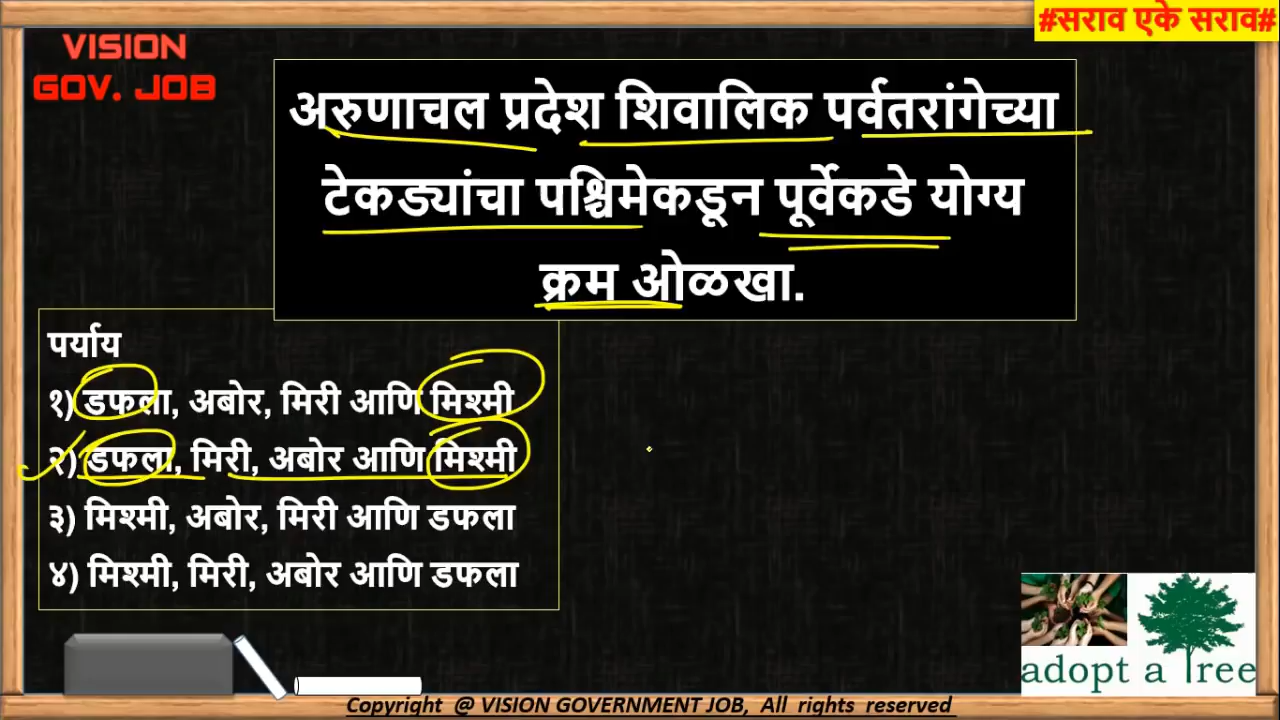 #सराव एके सराव#
VISION
GOV. JOB
अरुणाचल प्रदेश शिवालिक पर्वतरांगेच्या
टेकड्यांचा पश्चिमेकडून पूर्वेकडे योग्य
क्रम ओळखा.
पर्याय
१) डफला, अबोर, मिरी आणि मिश्मी
२) डफला, मिरी, अबोर आणि मिश्मी
३) मिश्मी, अबोर, मिरी आणि डफला
४) मिश्मी, मिरी, अबोर आणि डफला
adopt a Tree
Copyright @ VISION GOVERNMENT JOB, All rights reserved